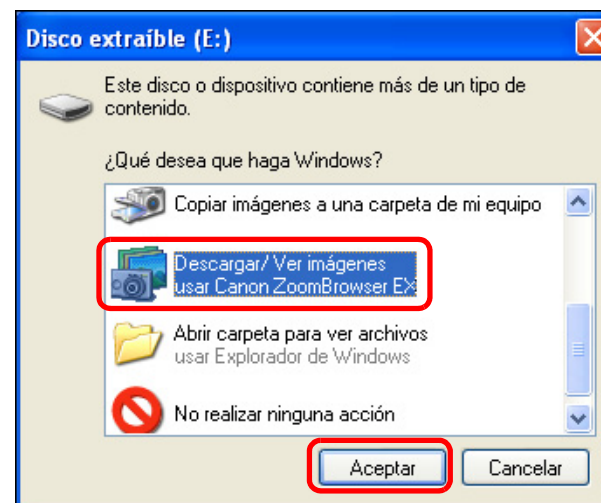 Disco extraíble (E:)
Este disco o dispositivo contiene más de un tipo de
contenido.
¿Qué desea que haga Windows?
Copiar imágenes a una carpeta de mi equipo
Descargar/ Ver imágenes
usar Canon ZoomBrowser EX
Abrir carpeta para ver archivos
usar Explorador de Windows
No realizar ninguna acción
Aceptar
Cancelar